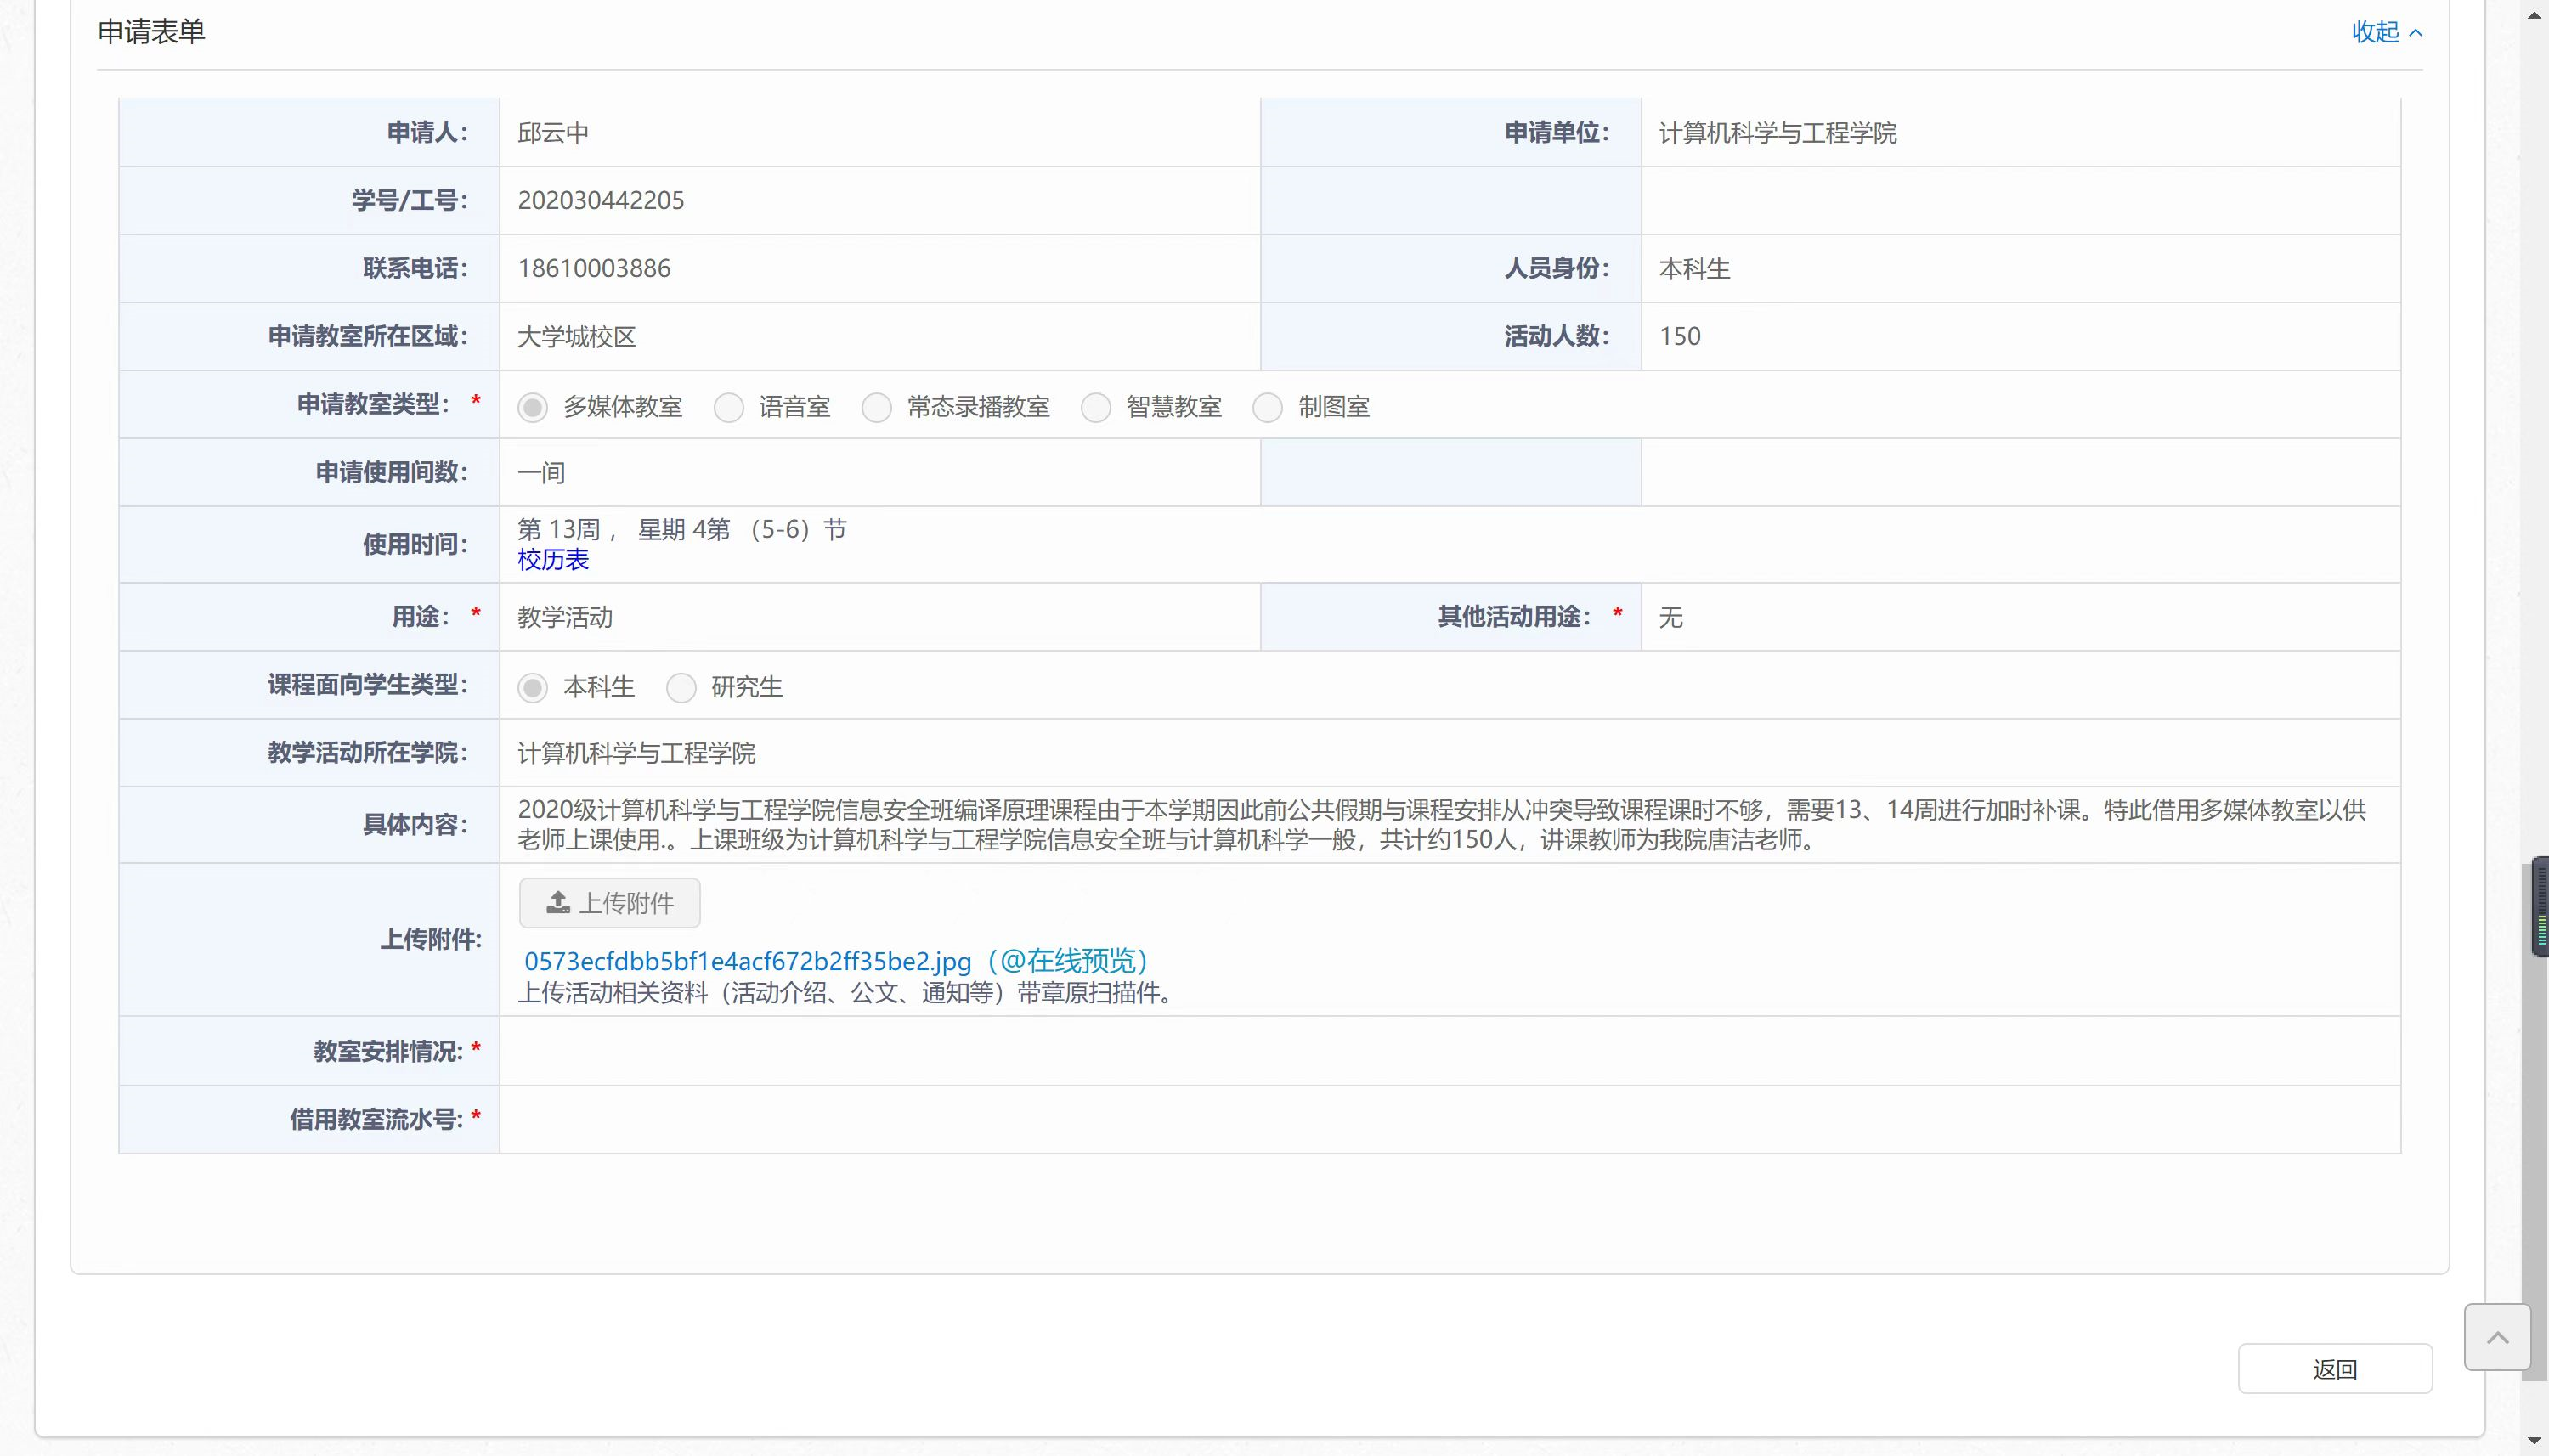 申请表单
收起
申请人：
邱云中
申请单位：
计算机科学与工程学院
学号/工号：
202030442205
联系电话：
18610003886
人员身份：
本科生
申请教室所在区域：
大学城校区
活动人数：
150
申请教室类型： *
多媒体教室 语音室 常态录播教室 智慧教室 制图室
申请使用间数：
一间
使用时间：
第 13周， 星期 4第 （5-6）节
校历表
用途： *
教学活动
其他活动用途： *
无
课程面向学生类型：
本科生 研究生
教学活动所在学院：
计算机科学与工程学院
具体内容：
2020级计算机科学与工程学院信息安全班编译原理课程由于本学期因此前公共假期与课程安排从冲突导致课程课时不够，需要13、14周进行加时补课。特此借用多媒体教室以供
老师上课使用.。上课班级为计算机科学与工程学院信息安全班与计算机科学一般，共计约150人，讲课教师为我院唐洁老师。
上传附件:
上传附件
0573ecfdbb5bf1e4acf672b2ff35be2.jpg（@在线预览）
上传活动相关资料（活动介绍、公文、通知等）带章原扫描件。
教室安排情况: *
借用教室流水号: *
返回